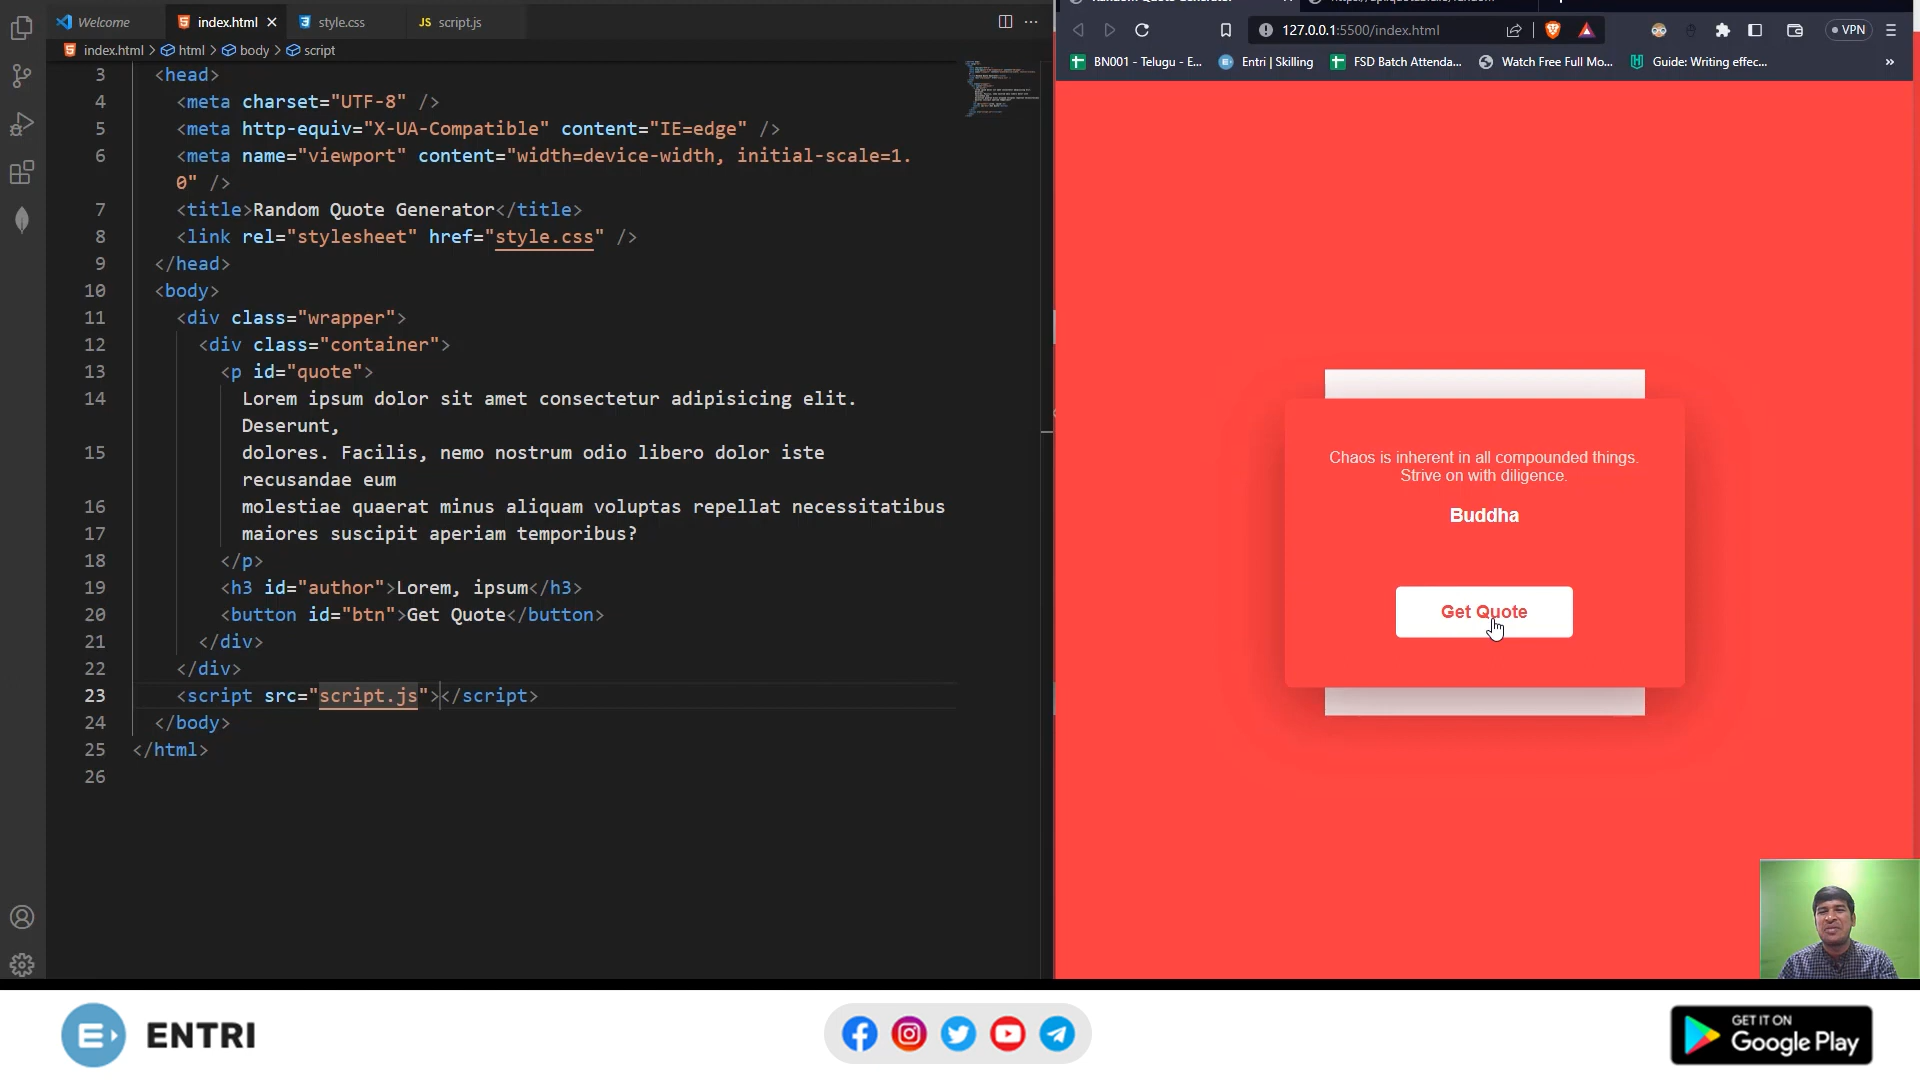 Welcome
index.html
style.css
JS script.js
index.html > html > body > script
3 <head>
4 <meta charset="UTF-8" />
5 <meta http-equiv="X-UA-Compatible" content="IE=edge" />
6 <meta name="viewport" content="width=device-width, initial-scale=1.
0" />
7 <title>Random Quote Generator</title>
8 <link rel="stylesheet" href="style.css" />
9 </head>
10 <body>
11 <div class="wrapper">
12 <div class="container">
13 <p id="quote">
14 Lorem ipsum dolor sit amet consectetur adipisicing elit.
Deserunt,
15 dolores. Facilis, nemo nostrum odio libero dolor iste
recusandae eum
16 molestiae quaerat minus aliquam voluptas repellat necessitatibus
17 maiores suscipit aperiam temporibus?
18 </p>
19 <h3 id="author">Lorem, ipsum</h3>
20 <button id="btn">Get Quote</button>
21 </div>
22 </div>
23 <script src="script.js"></script>
24 </body>
25 </html>
26
127.0.0.1:5500/index.html
VPN
BN001 - Telugu - E...
Entri | Skilling
FSD Batch Attenda...
Watch Free Full Mo...
Guide: Writing effec...
»
Chaos is inherent in all compounded things.
Strive on with diligence.
Buddha
Get Quote
E ENTRI
GET IT ON
Google Play